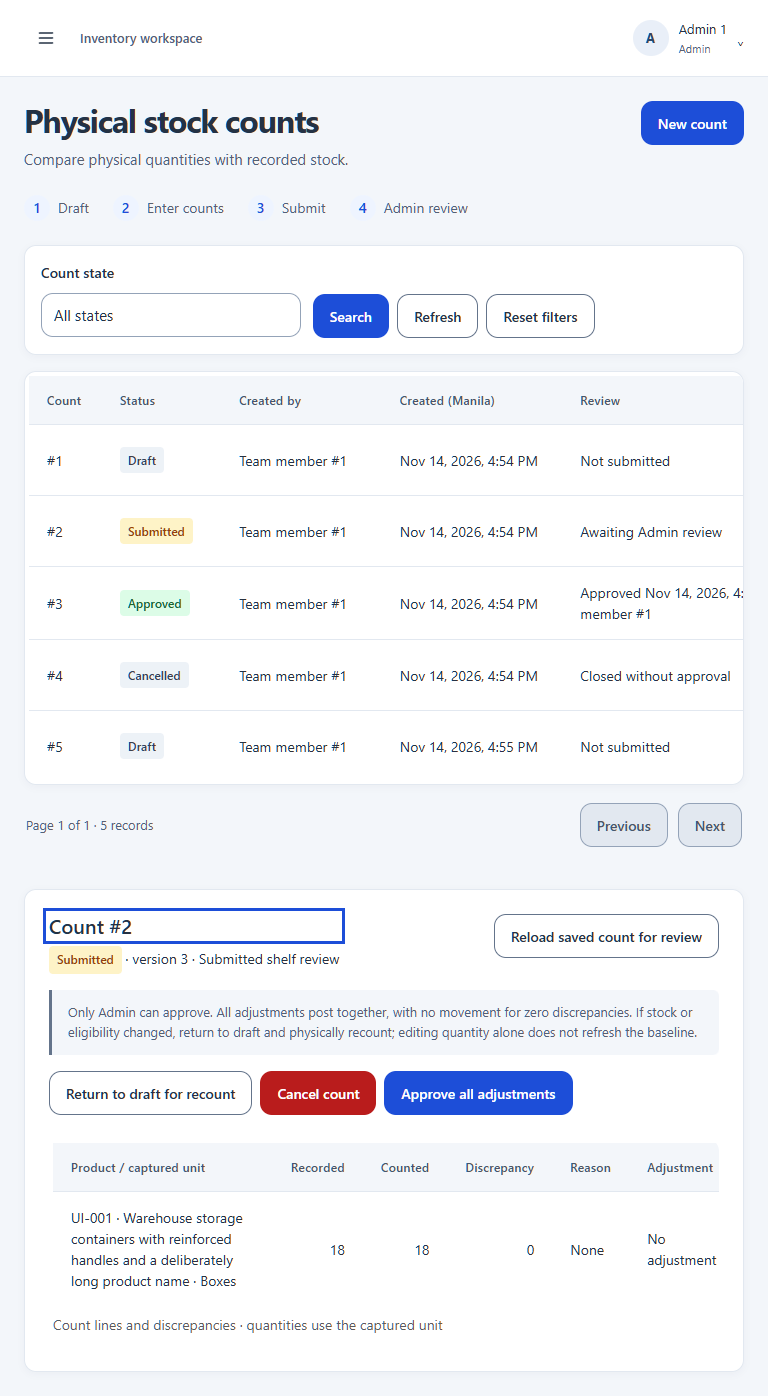 Inventory workspace
A
Admin 1
Admin
Physical stock counts
New count
Compare physical quantities with recorded stock.
1 Draft 2 Enter counts 3 Submit 4 Admin review
Count state
All states
Search
Refresh
Reset filters
Count Status Created by Created (Manila) Review
#1 Draft Team member #1 Nov 14, 2026, 4:54 PM Not submitted
#2 Submitted Team member #1 Nov 14, 2026, 4:54 PM Awaiting Admin review
#3 Approved Team member #1 Nov 14, 2026, 4:54 PM Approved Nov 14, 2026, 4:
member #1
#4 Cancelled Team member #1 Nov 14, 2026, 4:54 PM Closed without approval
#5 Draft Team member #1 Nov 14, 2026, 4:55 PM Not submitted
Page 1 of 1 · 5 records
Previous
Next
Count #2
Submitted · version 3 · Submitted shelf review
Reload saved count for review
Only Admin can approve. All adjustments post together, with no movement for zero discrepancies. If stock or
eligibility changed, return to draft and physically recount; editing quantity alone does not refresh the baseline.
Return to draft for recount
Cancel count
Approve all adjustments
Product / captured unit Recorded Counted Discrepancy Reason Adjustment
UI-001 · Warehouse storage
containers with reinforced
handles and a deliberately
long product name · Boxes
18 18 0 None
No
adjustment
Count lines and discrepancies · quantities use the captured unit